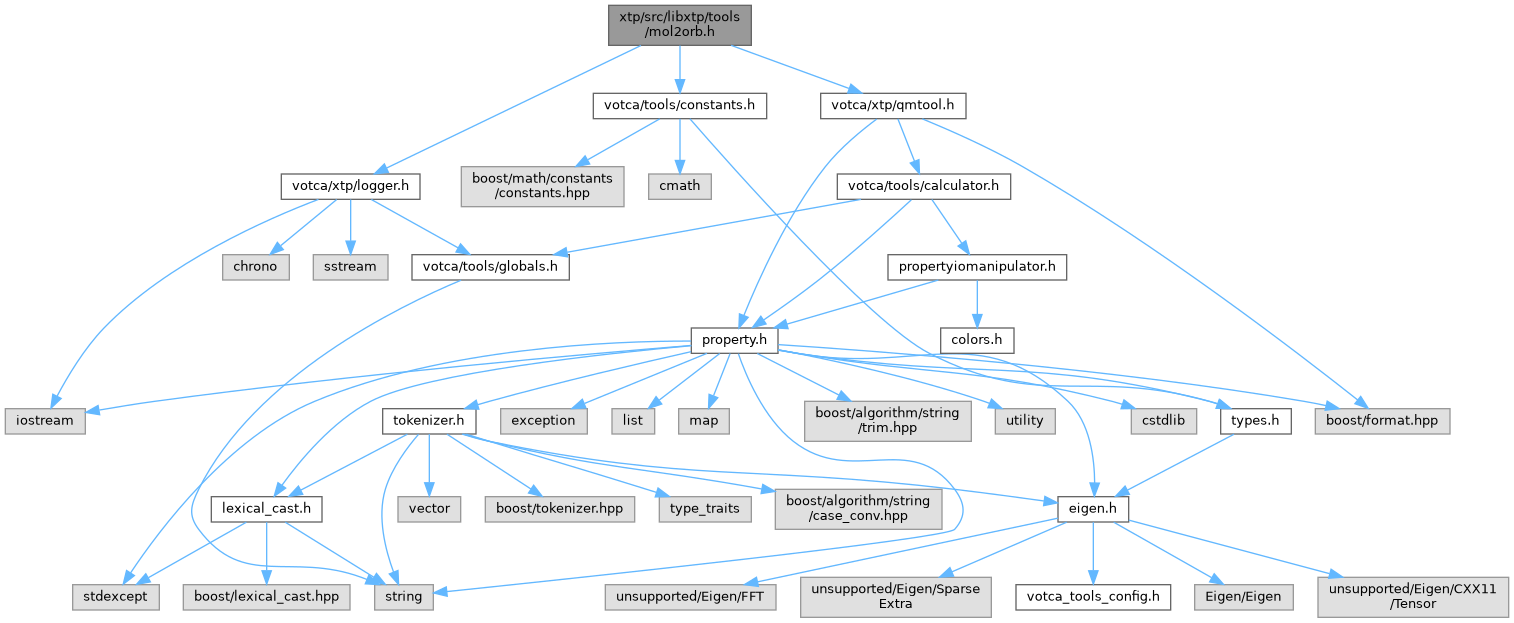 xtp/src/libxtp/tools
/mol2orb.h
votca/tools/constants.h
votca/xtp/qmtool.h
votca/xtp/logger.h
boost/math/constants
/constants.hpp
cmath
votca/tools/calculator.h
chrono
sstream
votca/tools/globals.h
propertyiomanipulator.h
property.h
colors.h
iostream
tokenizer.h
exception
list
map
boost/algorithm/string
/trim.hpp
utility
cstdlib
types.h
boost/format.hpp
lexical_cast.h
vector
boost/tokenizer.hpp
type_traits
boost/algorithm/string
/case_conv.hpp
eigen.h
stdexcept
boost/lexical_cast.hpp
string
unsupported/Eigen/FFT
unsupported/Eigen/Sparse
Extra
votca_tools_config.h
Eigen/Eigen
unsupported/Eigen/CXX11
/Tensor